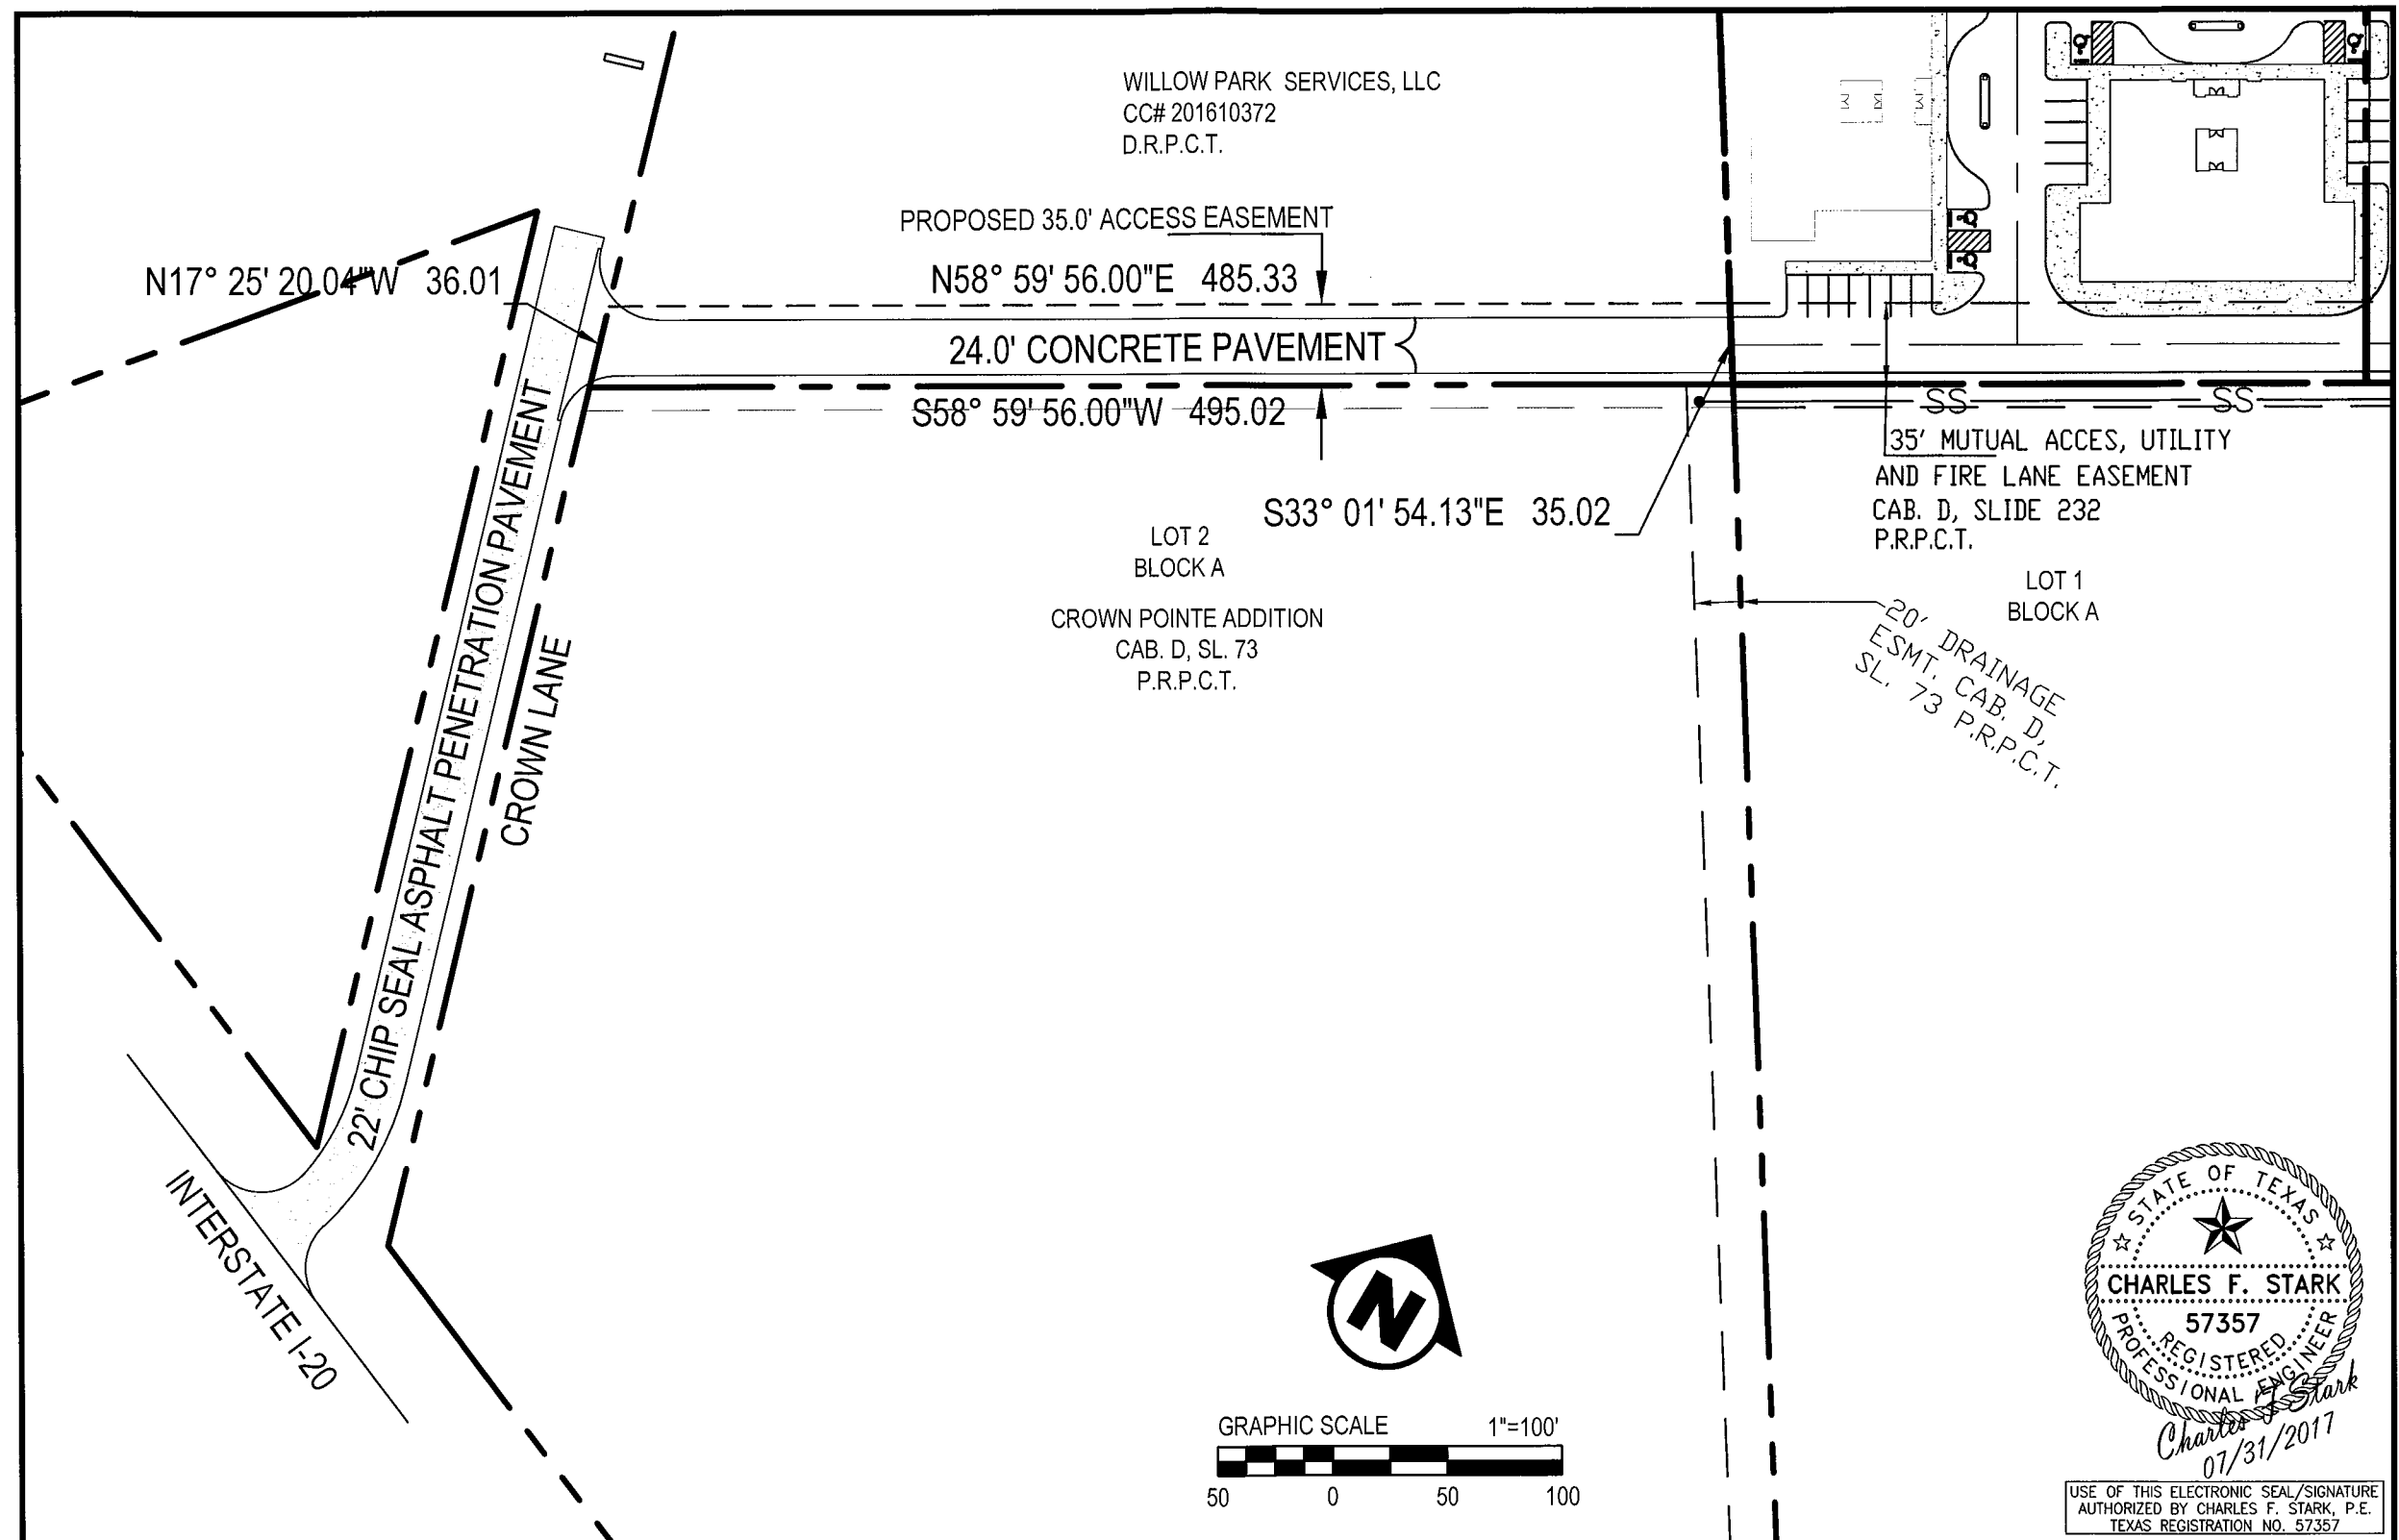 WILLOW PARK SERVICES, LLC
CC# 201610372
D.R.P.C.T.
PROPOSED 35.0' ACCESS EASEMENT
N17° 25' 20.04"W 36.01
N58° 59' 56.00"E 485.33
24.0' CONCRETE PAVEMENT
S58° 59' 56.00"W 495.02
SS
SS
35' MUTUAL ACCES, UTILITY
AND FIRE LANE EASEMENT
CAB. D, SLIDE 232
P.R.P.C.T.
S33° 01' 54.13"E 35.02
LOT 2
BLOCK A
CROWN POINTE ADDITION
CAB. D, SL. 73
P.R.P.C.T.
LOT 1
BLOCK A
20' DRAINAGE
ESMT. CAB. D,
SL. 73 P.R.P.C.T.
22' CHIP SEAL ASPHALT PENETRATION PAVEMENT
CROWN LANE
INTERSTATE I-20
N
GRAPHIC SCALE 1"=100'
50 0 50 100
STATE OF TEXAS
CHARLES F. STARK
57357
REGISTERED
PROFESSIONAL ENGINEER
Charles F Stark
07/31/2017
USE OF THIS ELECTRONIC SEAL/SIGNATURE
AUTHORIZED BY CHARLES F. STARK, P.E.
TEXAS REGISTRATION NO. 57357